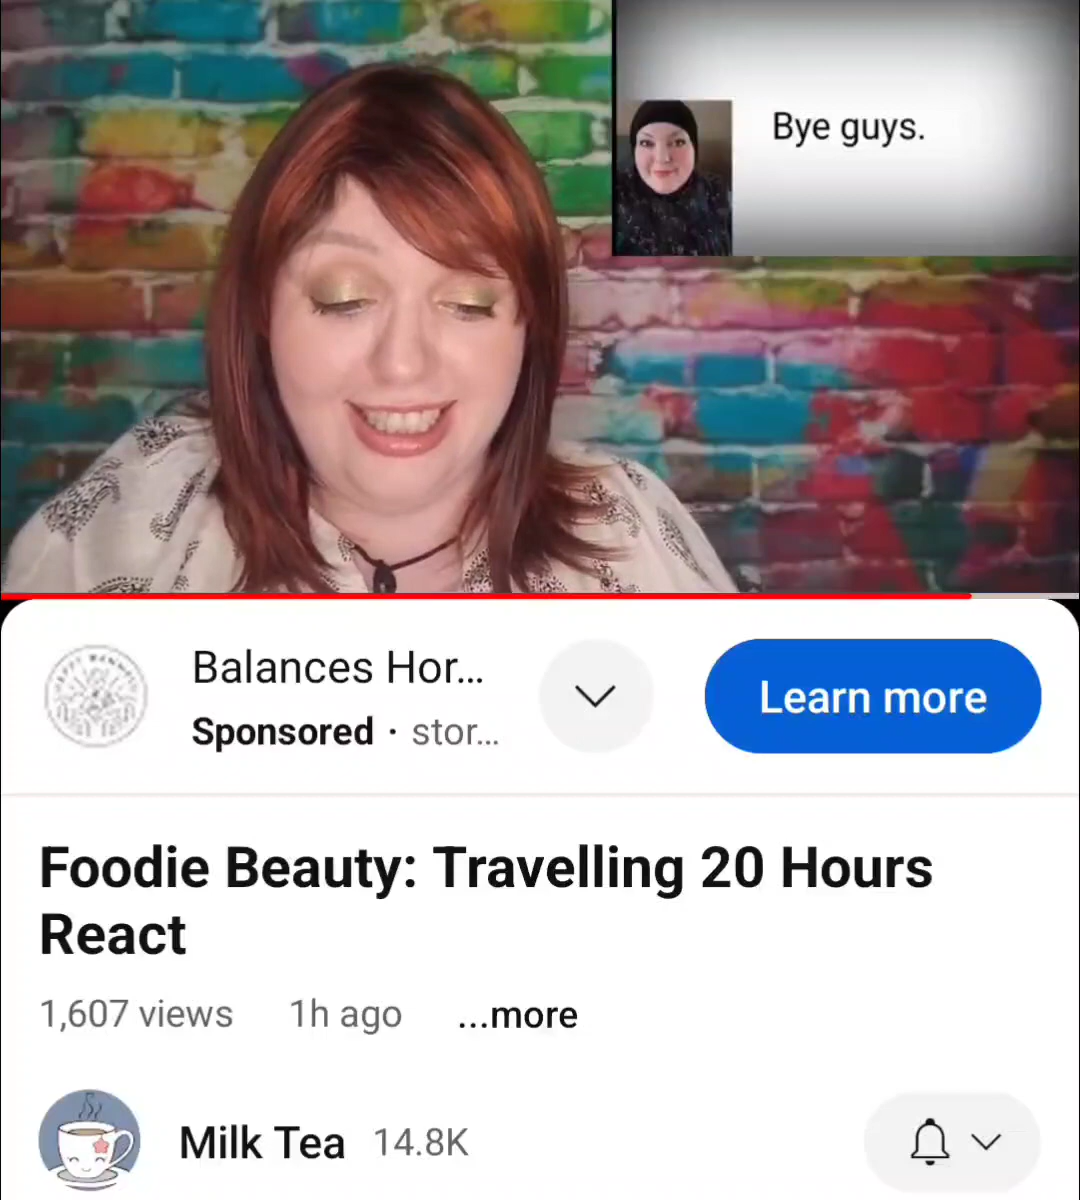 Bye guys.
Balances Hor...
Sponsored · stor...
Learn more
Foodie Beauty: Travelling 20 Hours
React
1,607 views 1h ago ...more
Milk Tea 14.8K